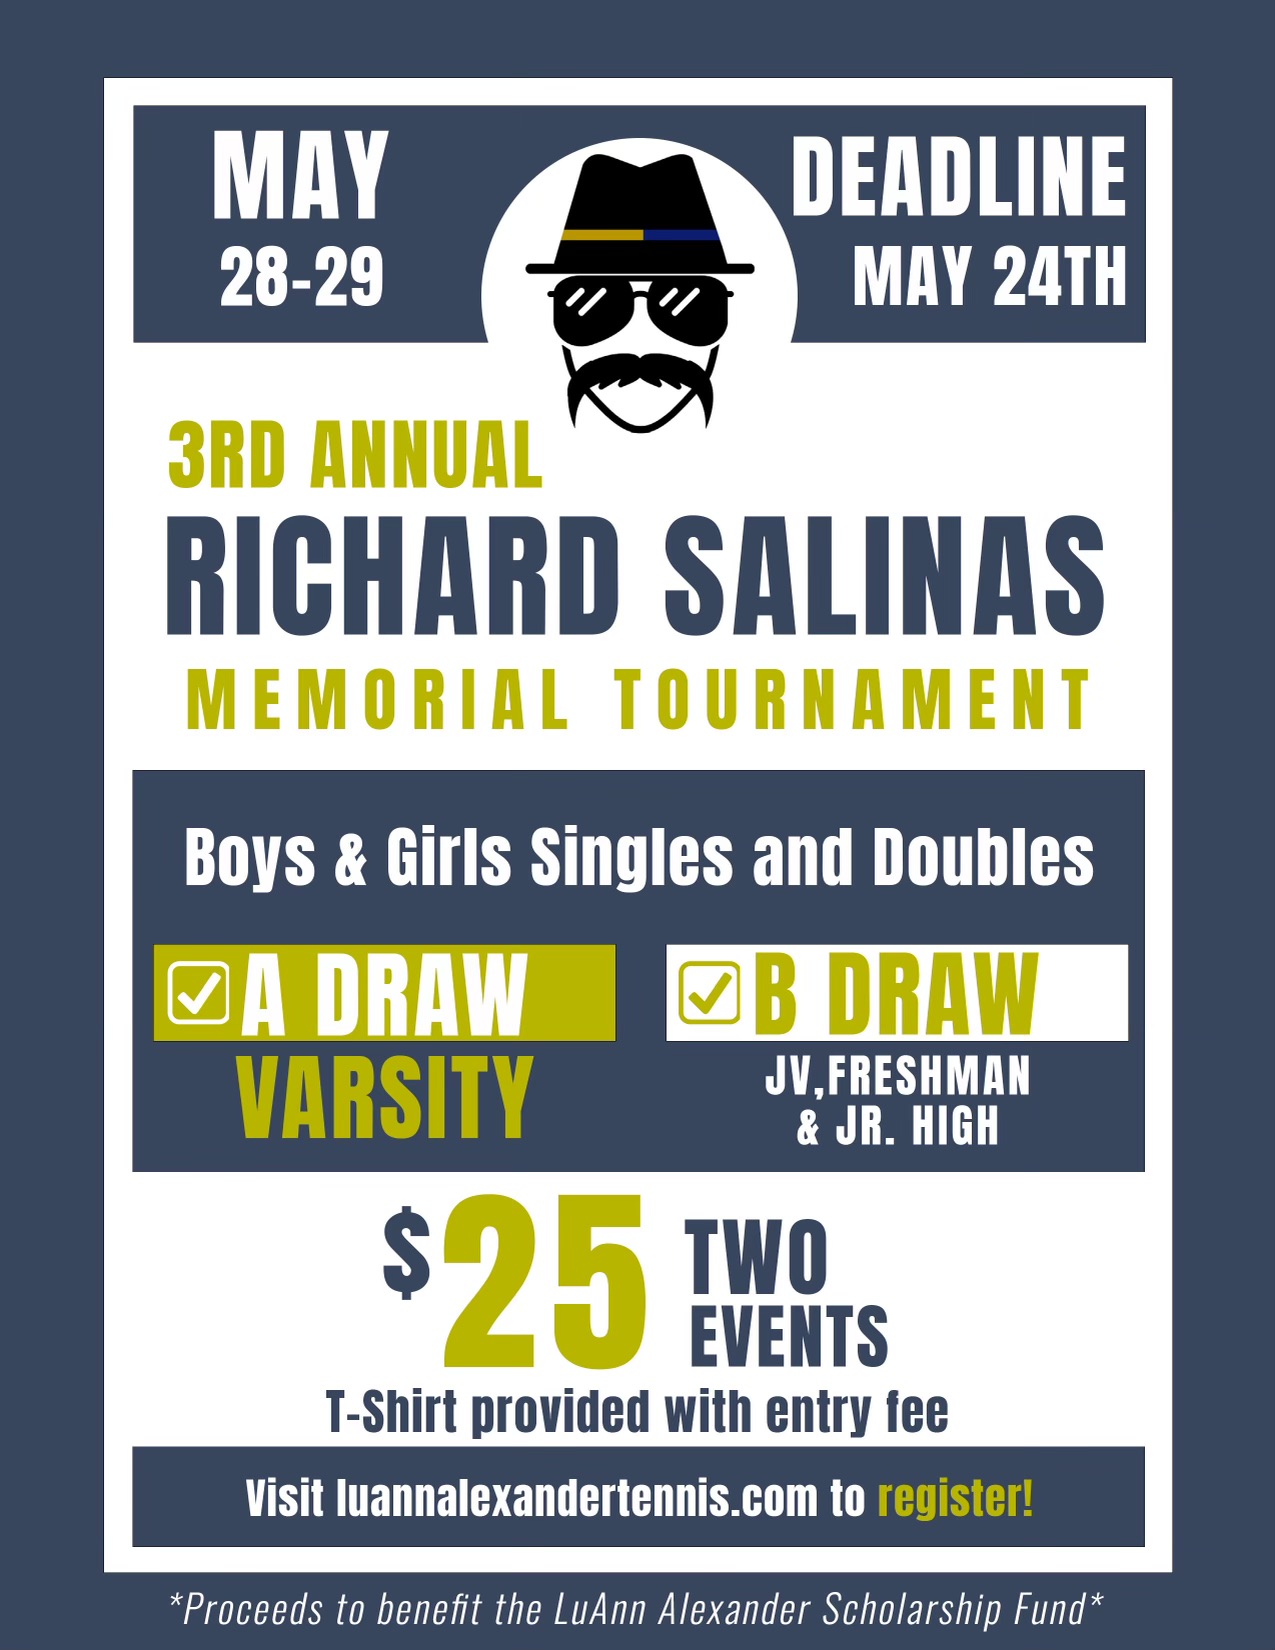 MAY
28-29
DEADLINE
MAY 24TH
3RD ANNUAL
RICHARD SALINAS
MEMORIAL TOURNAMENT
Boys & Girls Singles and Doubles
A DRAW
VARSITY
B DRAW
JV,FRESHMAN
& JR. HIGH
$25
TWO
EVENTS
T-Shirt provided with entry fee
Visit luannalexandertennis.com to register!
*Proceeds to benefit the LuAnn Alexander Scholarship Fund*